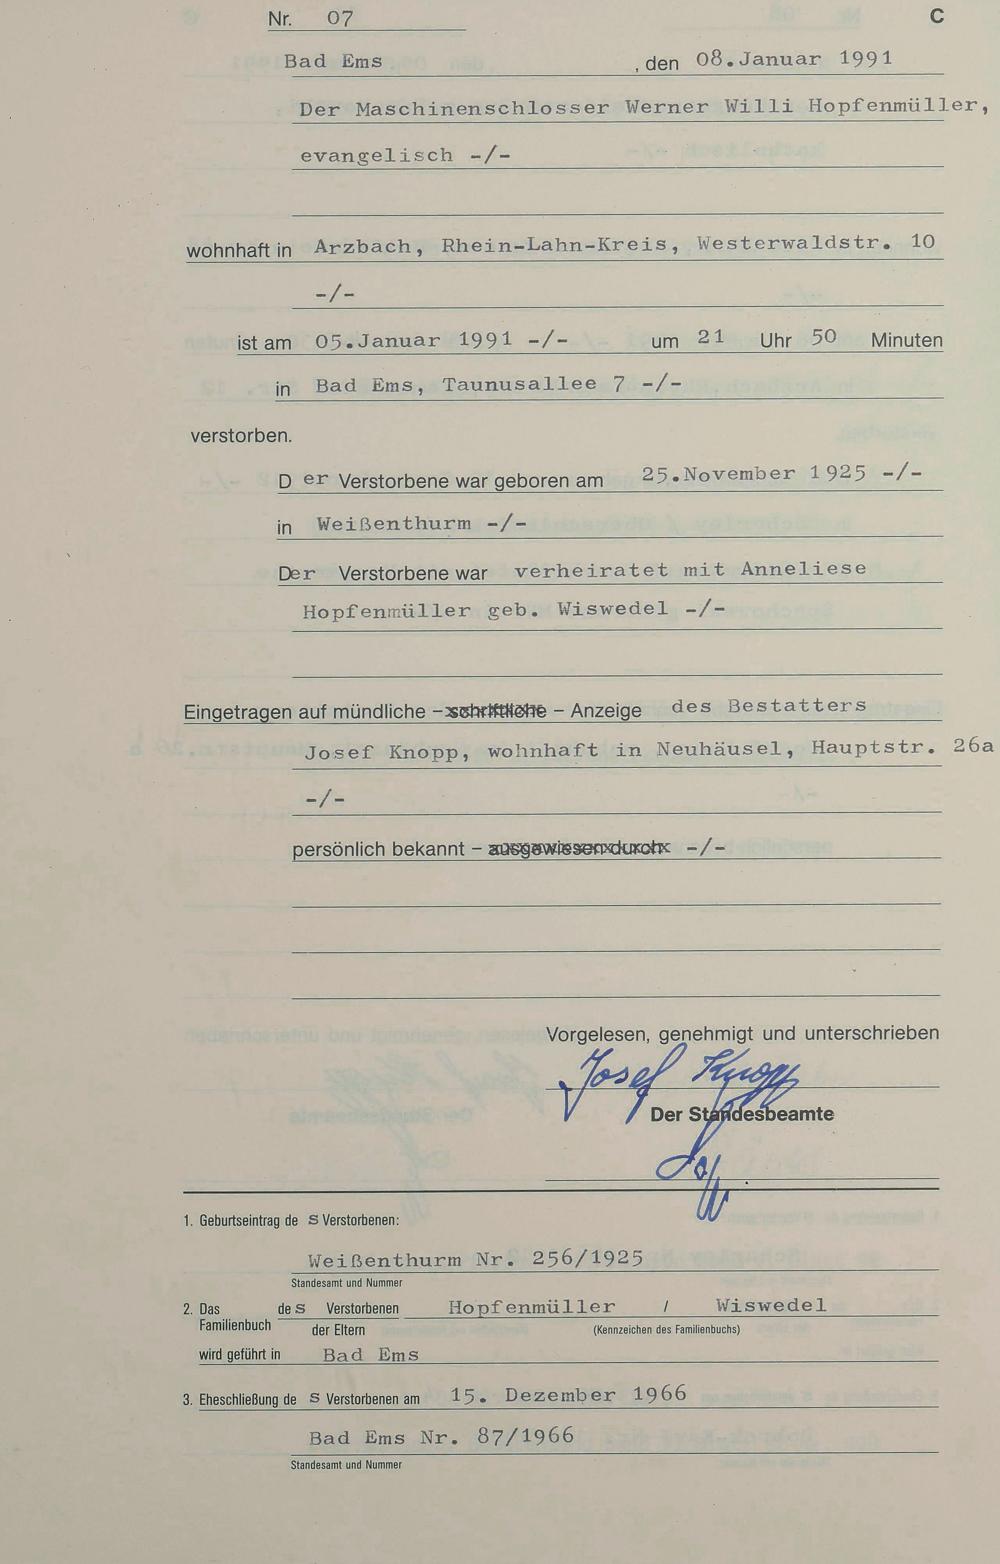 Nr. 07 C
Bad Ems , den 08.Januar 1991
Der Maschinenschlosser Werner Willi Hopfenmüller,
evangelisch -/-
wohnhaft in Arzbach, Rhein-Lahn-Kreis, Westerwaldstr. 10
-/-
ist am 05.Januar 1991 -/- um 21 Uhr 50 Minuten
in Bad Ems, Taunusallee 7 -/-
verstorben.
D er Verstorbene war geboren am 25.November 1925 -/-
in Weißenthurm -/-
Der Verstorbene war verheiratet mit Anneliese
Hopfenmüller geb. Wiswedel -/-
Eingetragen auf mündliche – schriftliche – Anzeige des Bestatters
Josef Knopp, wohnhaft in Neuhäusel, Hauptstr. 26a
-/-
persönlich bekannt – ausgewiesen durch -/-
Vorgelesen, genehmigt und unterschrieben
Josef Knopp
Der Standesbeamte
1. Geburtseintrag de s Verstorbenen:
Weißenthurm Nr. 256/1925
Standesamt und Nummer
2. Das des Verstorbenen Hopfenmüller / Wiswedel
Familienbuch der Eltern (Kennzeichen des Familienbuchs)
wird geführt in Bad Ems
3. Eheschließung de s Verstorbenen am 15. Dezember 1966
Bad Ems Nr. 87/1966
Standesamt und Nummer